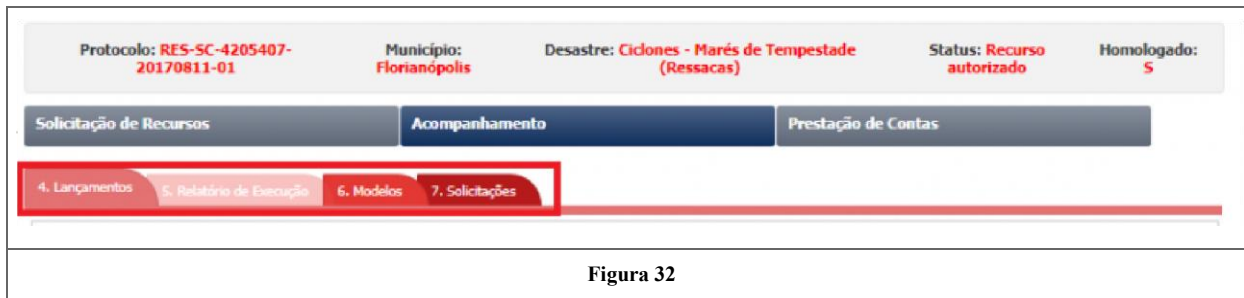 Protocolo: RES-SC-4205407-
20170811-01
Município:
Florianópolis
Desastre: Ciclones - Marés de Tempestade
(Ressacas)
Status: Recurso
autorizado
Homologado:
S
Solicitação de Recursos
Acompanhamento
Prestação de Contas
4. Lançamentos
5. Relatório de Execução
6. Modelos
7. Solicitações
Figura 32